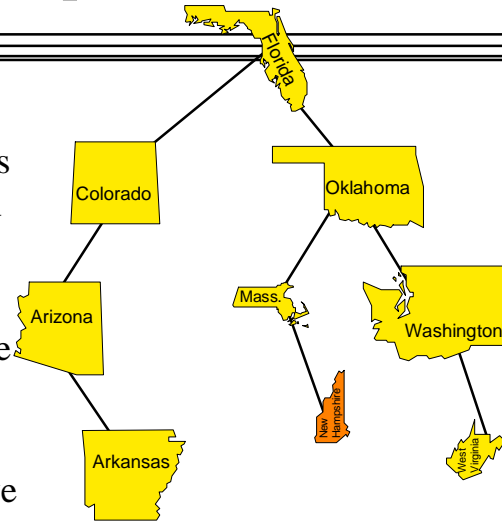 Florida
s
Colorado
Oklahoma
Mass.
Arizona
Washington
e
New
Hampshire
Arkansas
West
Virginia
e